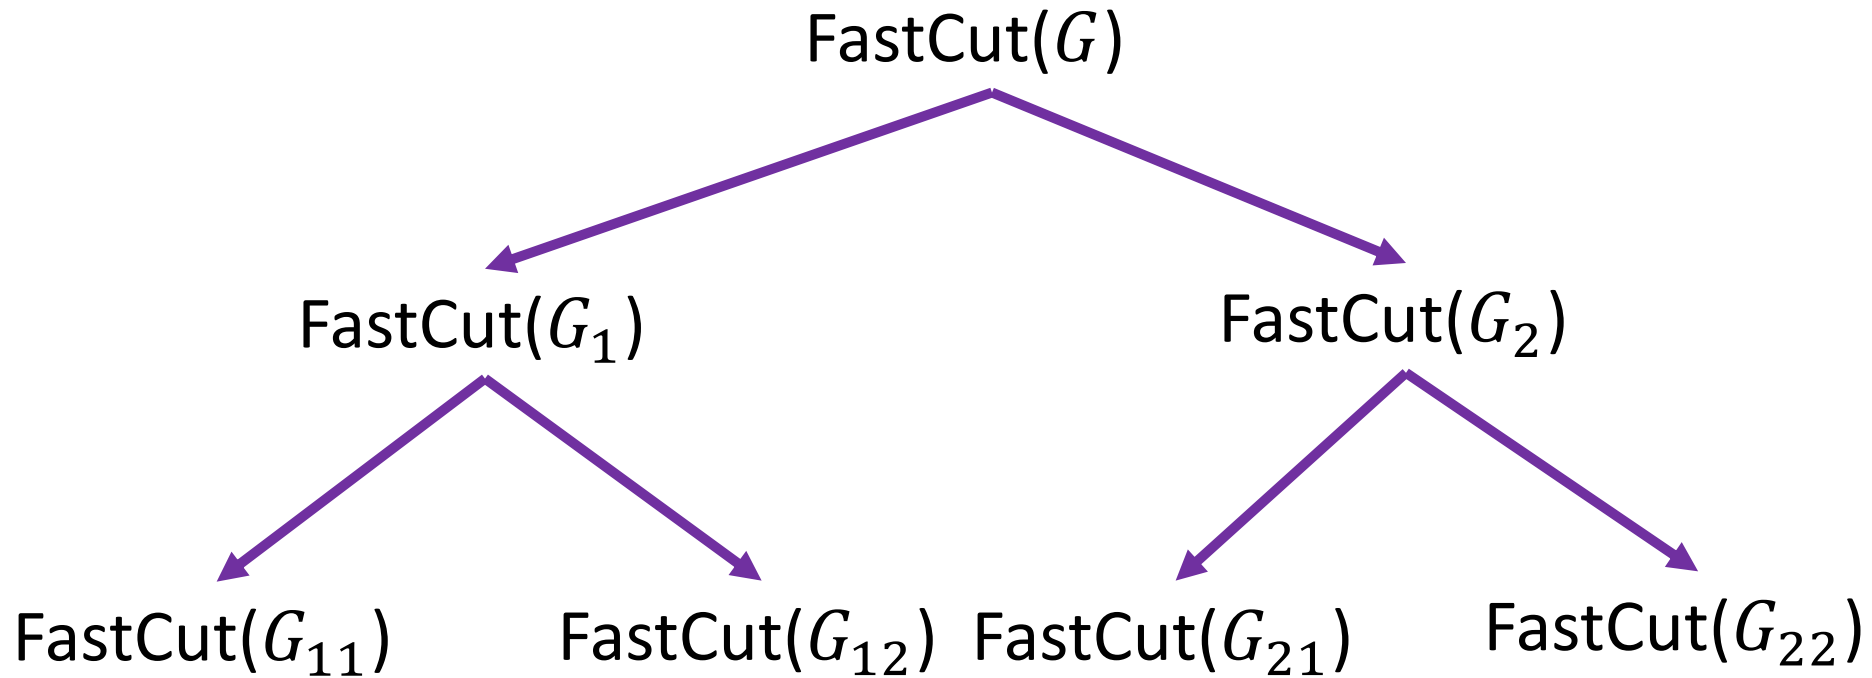 FastCut(𝐺)
FastCut(𝐺₁) FastCut(𝐺₂)
FastCut(𝐺₁₁) FastCut(𝐺₁₂) FastCut(𝐺₂₁) FastCut(𝐺₂₂)